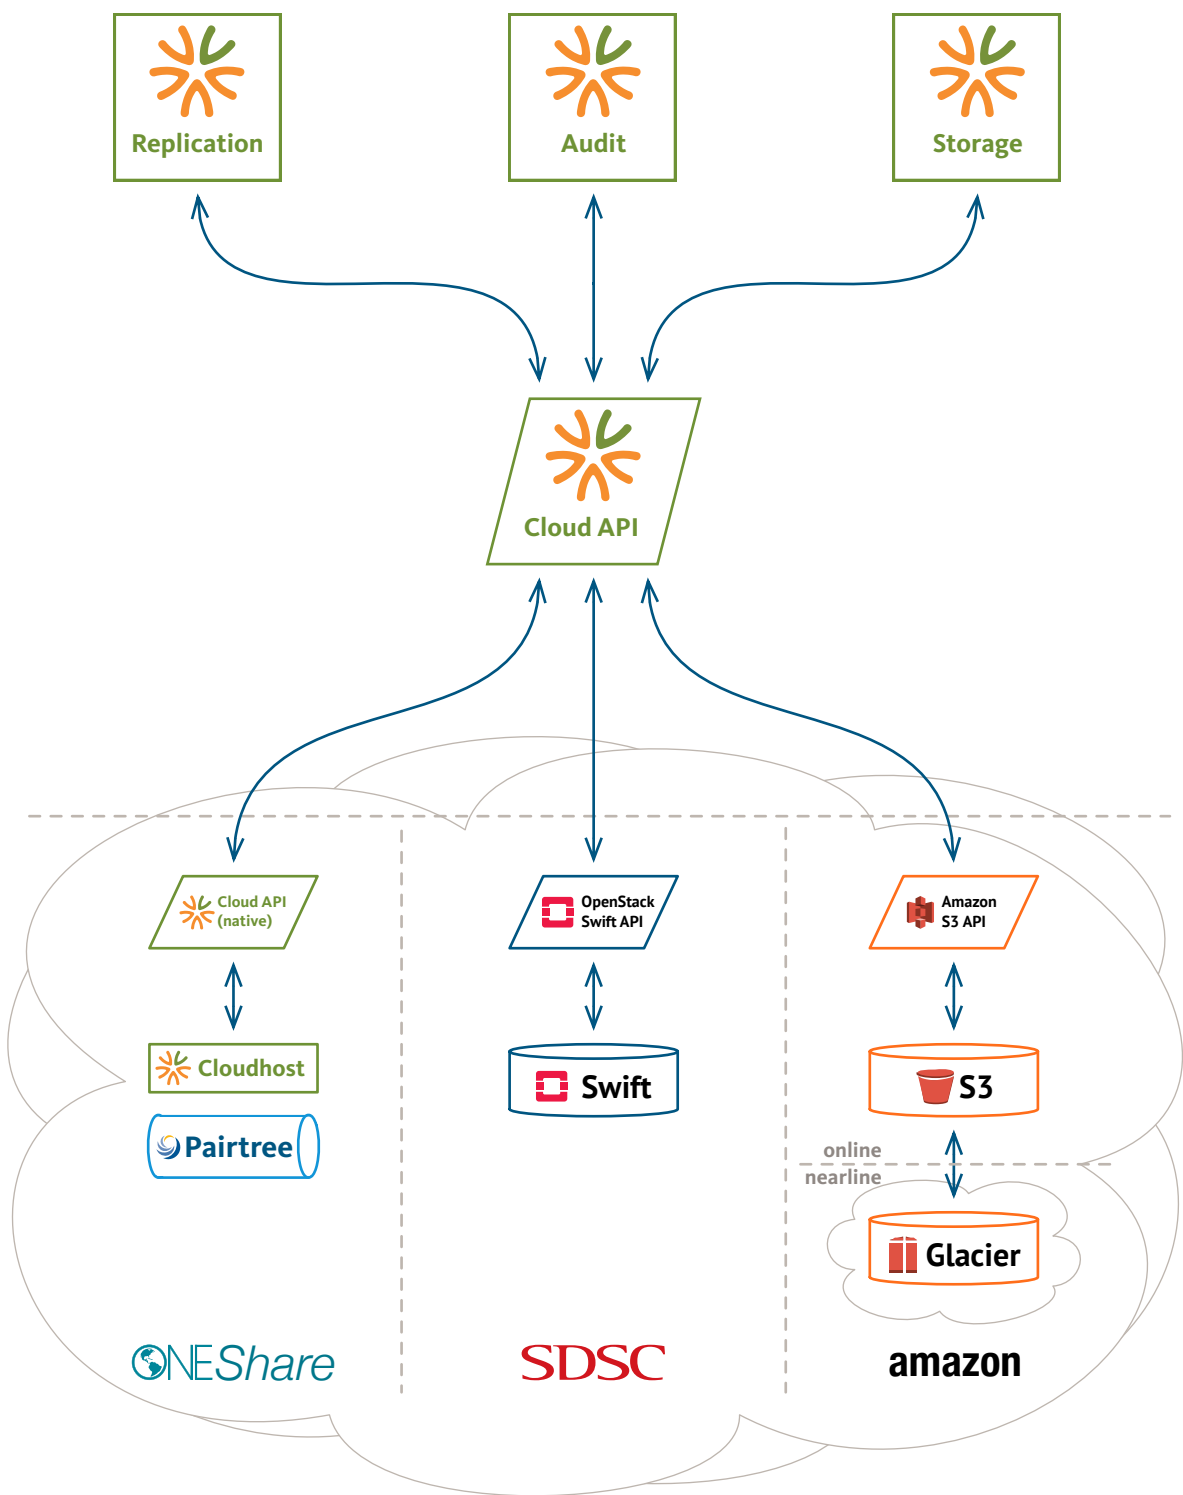 Replication
Audit
Storage
Cloud API
Cloud API
(native)
OpenStack
Swift API
Amazon
S3 API
Cloudhost
Swift
S3
Pairtree
online
nearline
Glacier
ONEShare
SDSC
amazon